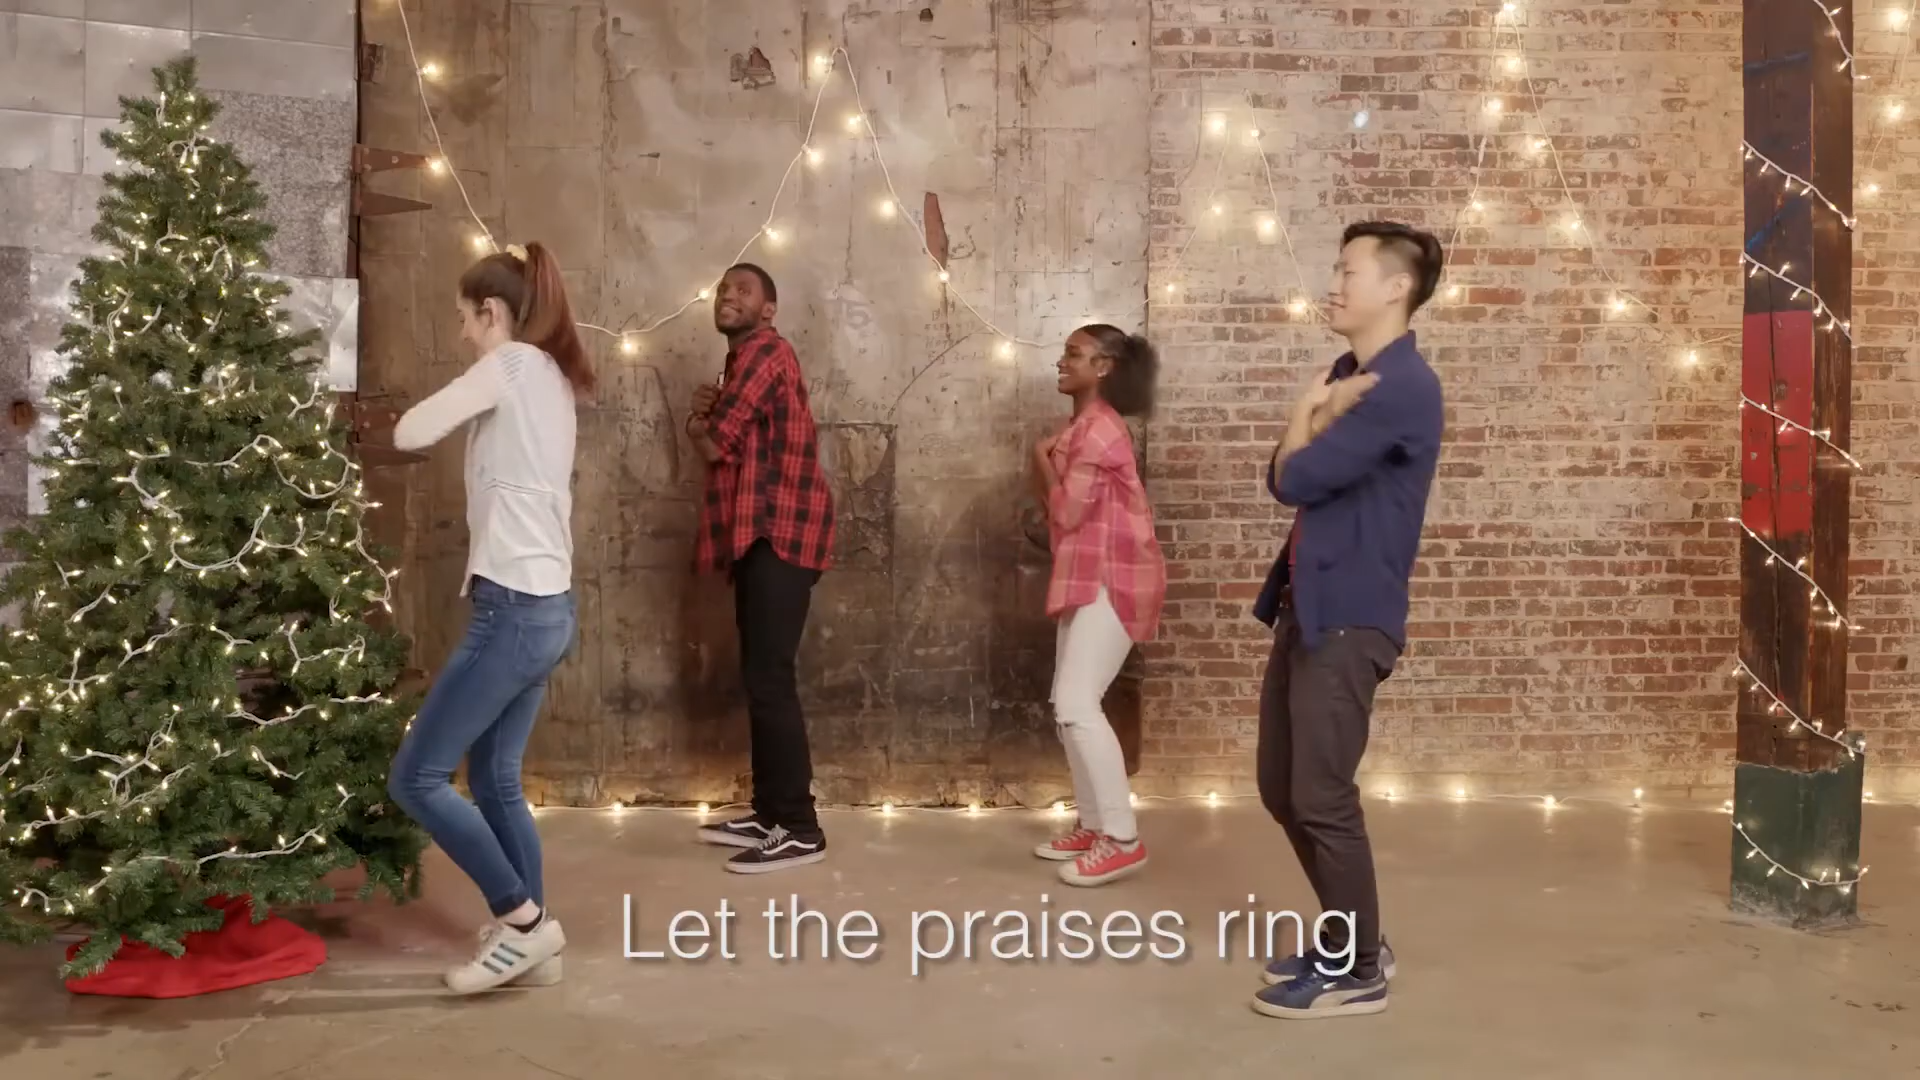 Let the praises ring